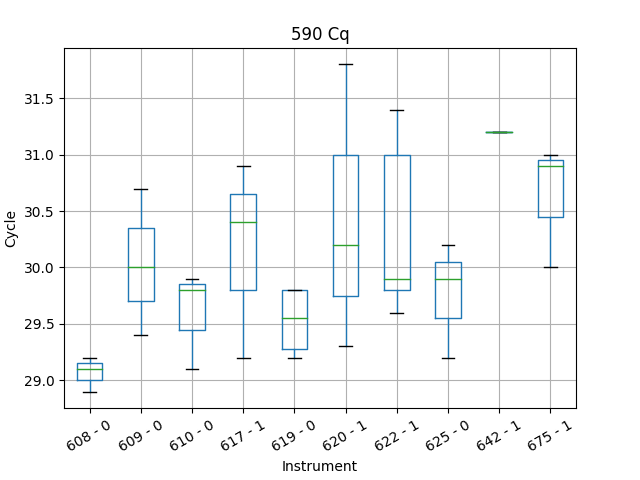 590 Cq
31.5
31.0
30.5
30.0
29.5
29.0
Cycle
608 - 0
609 - 0
610 - 0
617 - 1
619 - 0
620 - 1
622 - 1
625 - 0
642 - 1
675 - 1
Instrument